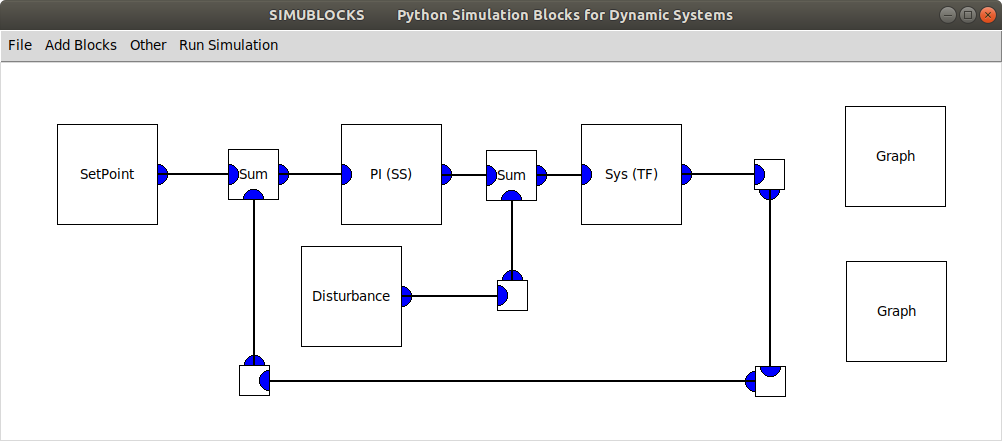 SIMUBLOCKS Python Simulation Blocks for Dynamic Systems
File Add Blocks Other Run Simulation
Graph
SetPoint Sum PI (SS) Sum Sys (TF)
Disturbance
Graph